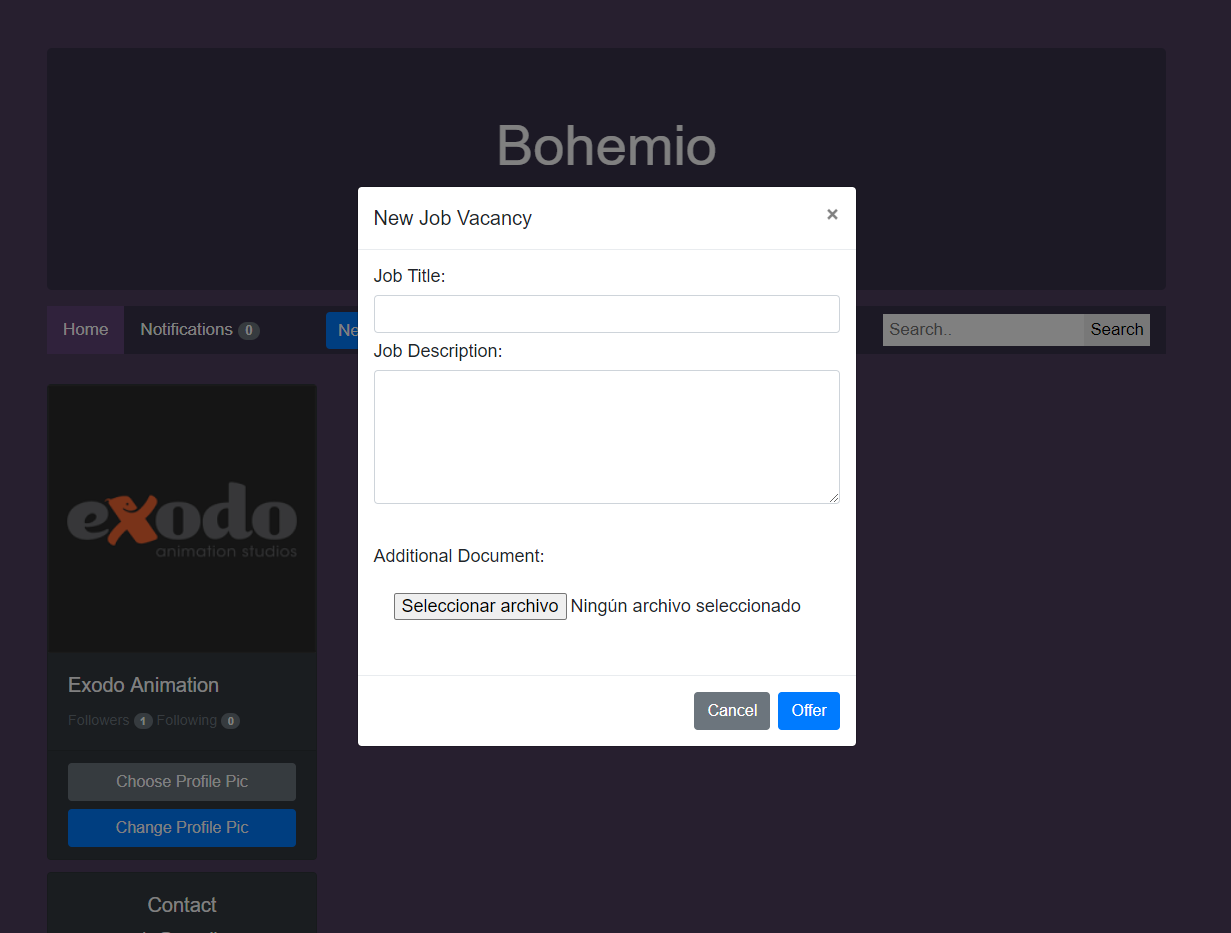 Bohemio
New Job Vacancy ×
Job Title:
Home Notifications 0 Ne Search.. Search
Job Description:
exodo
animation studios
Additional Document:
Seleccionar archivo Ningún archivo seleccionado
Exodo Animation
Followers 1 Following 0
Cancel Offer
Choose Profile Pic
Change Profile Pic
Contact